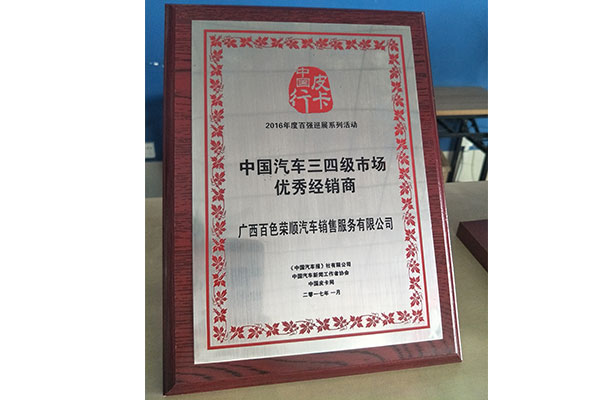 中国皮卡行
2016年度百强巡展系列活动
中国汽车三四级市场
优秀经销商
广西百色荣顺汽车销售服务有限公司
《中国汽车报》社有限公司
中国汽车新闻工作者协会
中国皮卡网
二零一七年一月